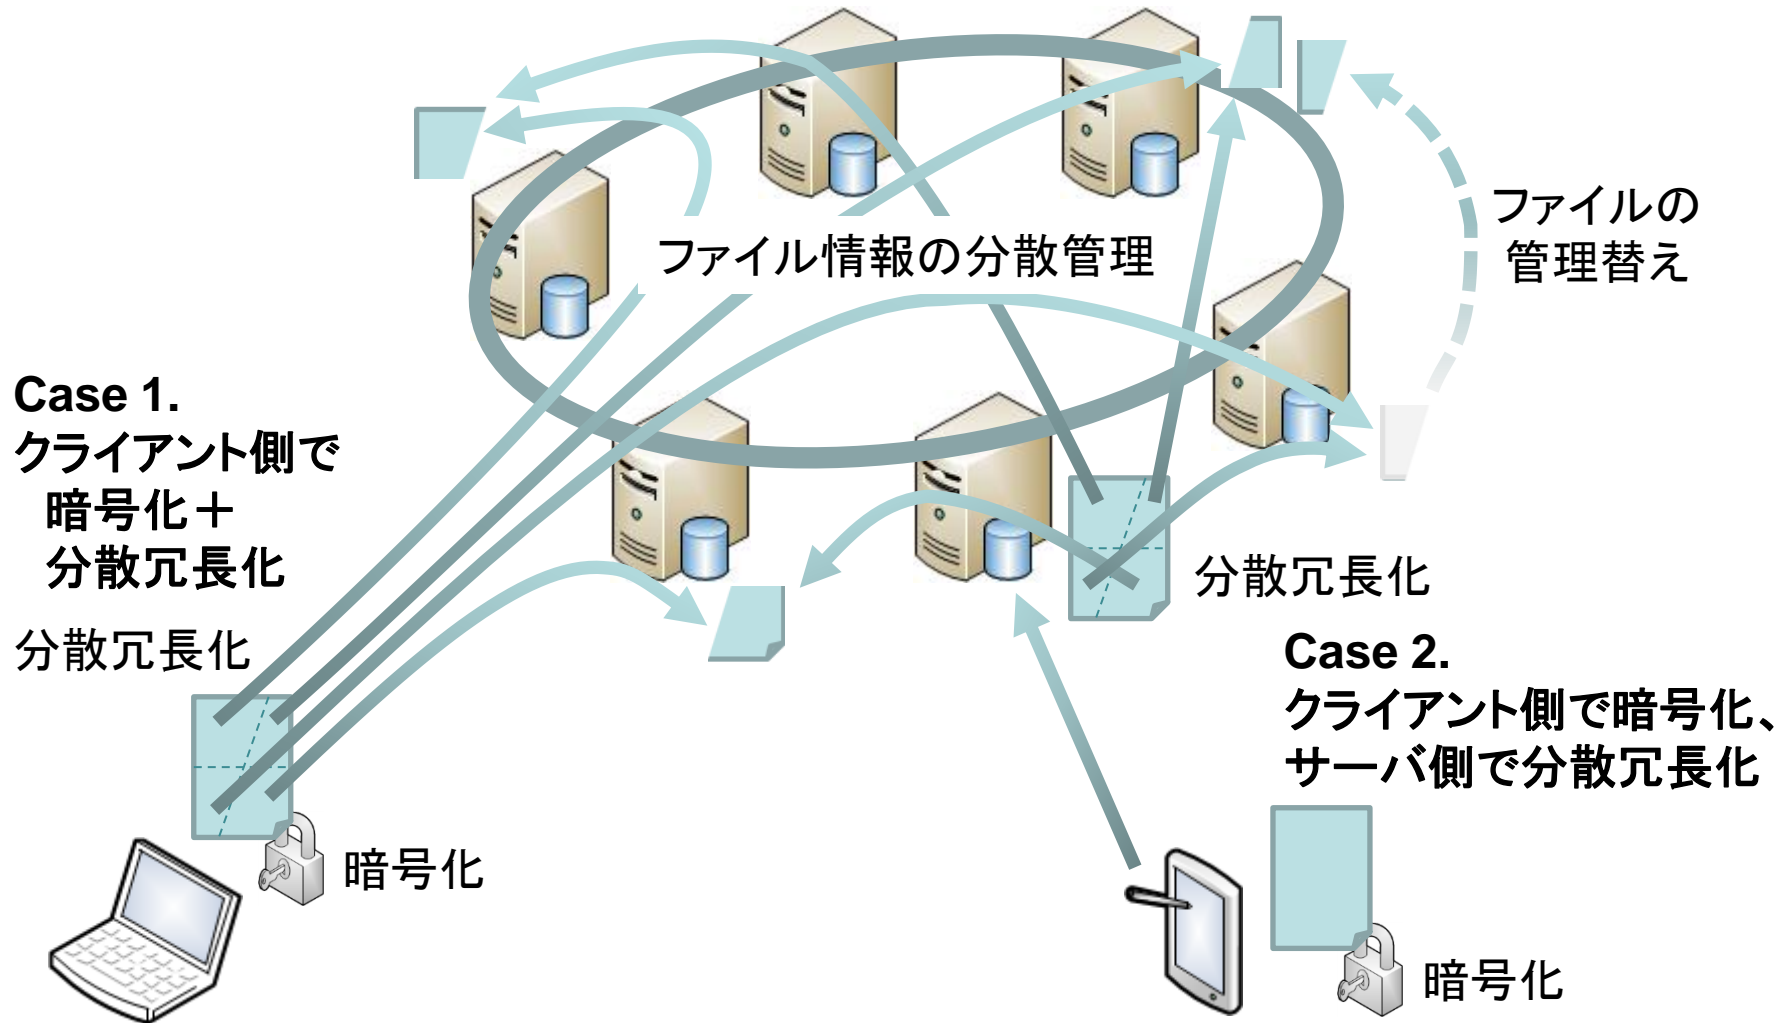 ファイル情報の分散管理
ファイルの
管理替え
Case 1.
クライアント側で
暗号化＋
分散冗長化
分散冗長化
暗号化
分散冗長化
Case 2.
クライアント側で暗号化、
サーバ側で分散冗長化
暗号化